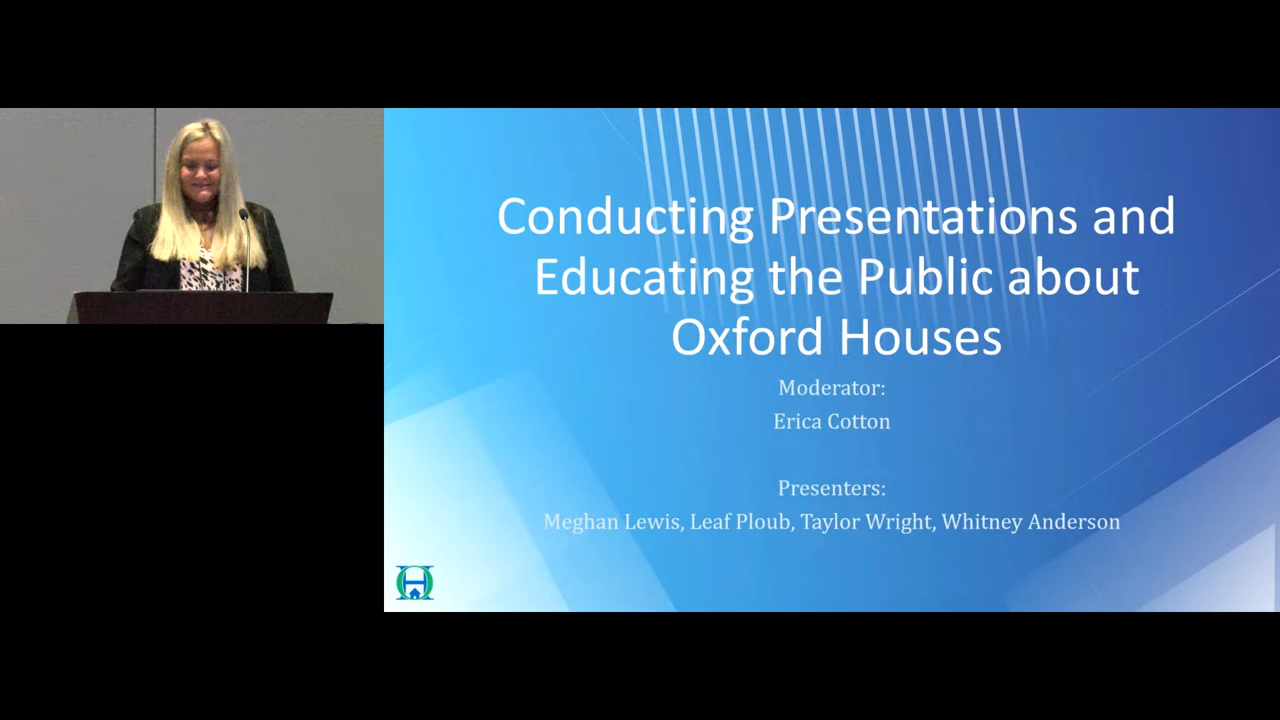 Conducting Presentations and
Educating the Public about
Oxford Houses
Moderator:
Erica Cotton
Presenters:
Meghan Lewis, Leaf Ploub, Taylor Wright, Whitney Anderson